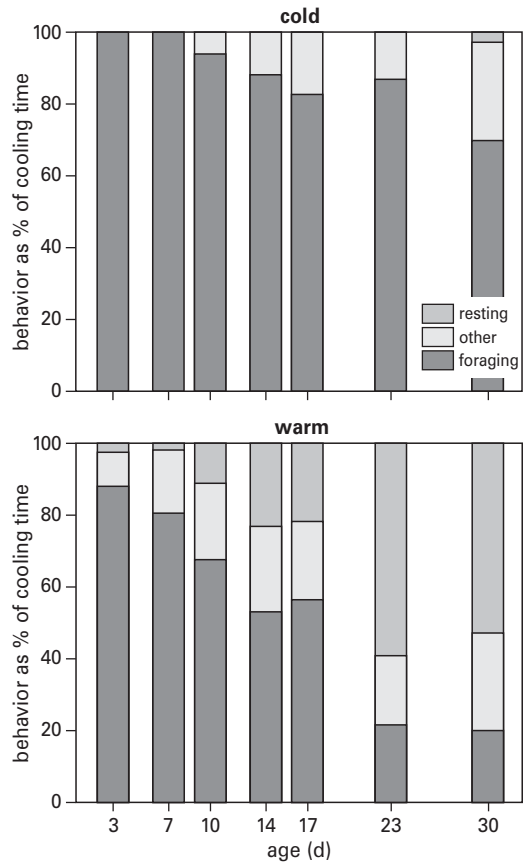 cold
behavior as % of cooling time
100
80
60
40
20
0
resting
other
foraging
warm
behavior as % of cooling time
100
80
60
40
20
0
3 7 10 14 17 23 30
age (d)